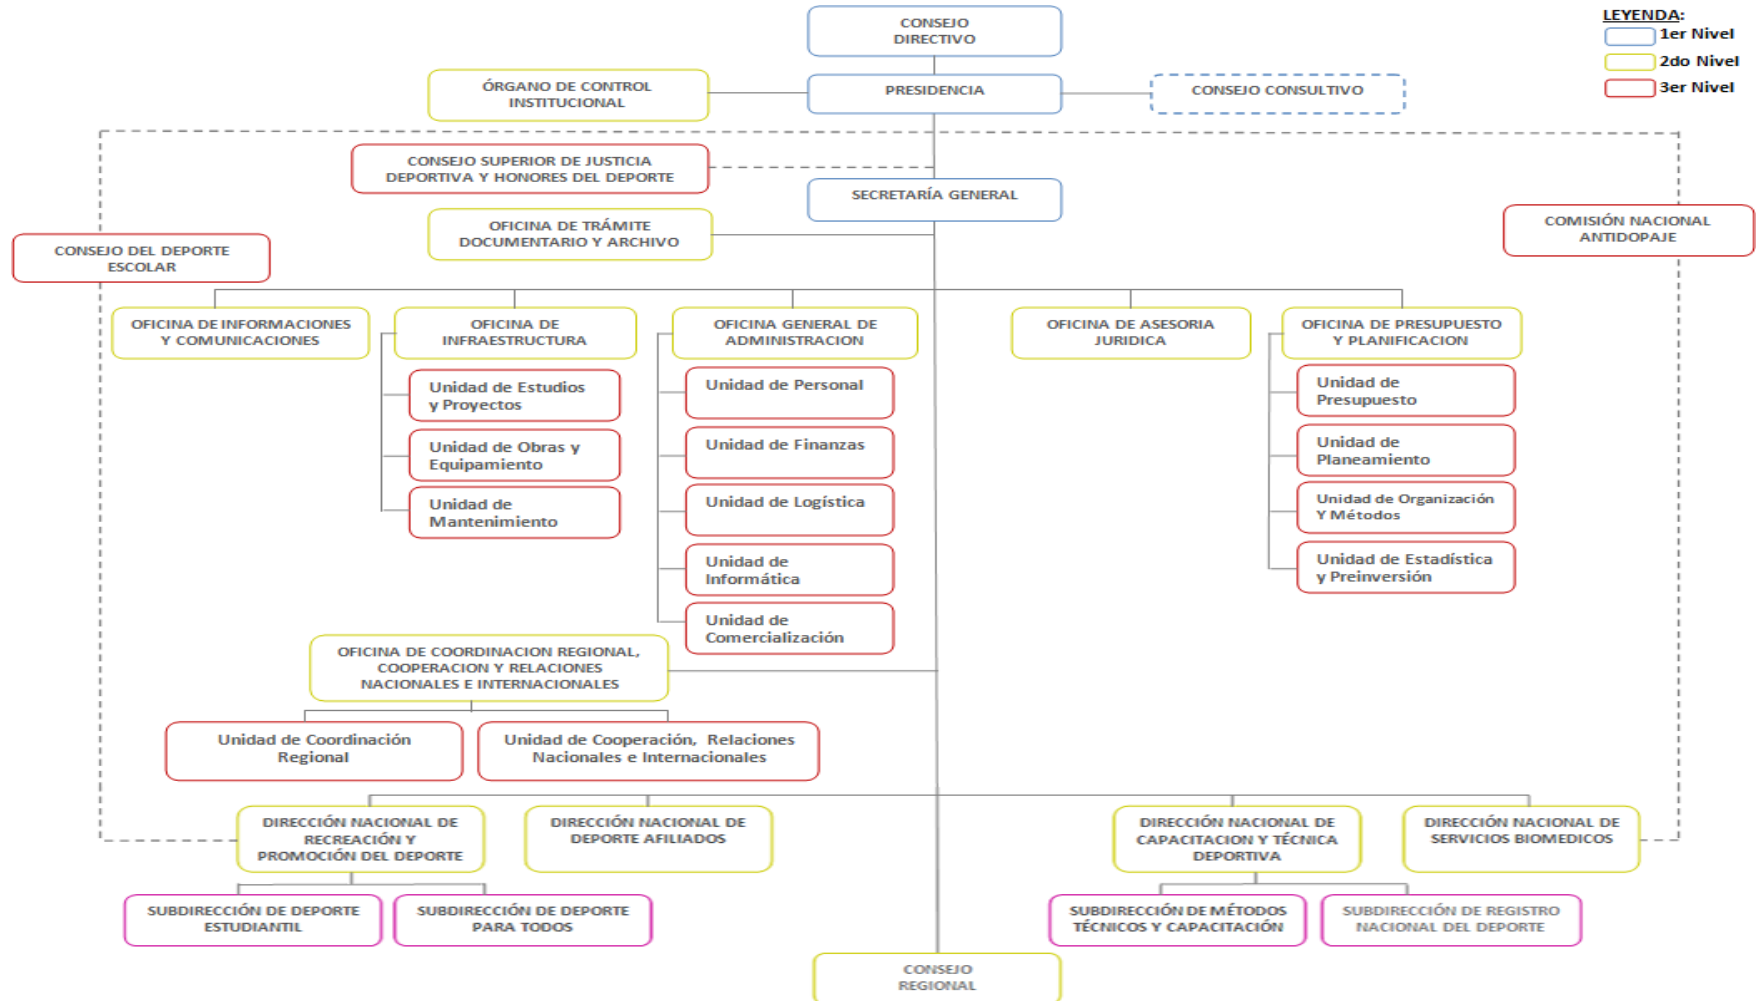 CONSEJO
DIRECTIVO
LEYENDA:
1er Nivel
2do Nivel
3er Nivel
ÓRGANO DE CONTROL
INSTITUCIONAL
PRESIDENCIA
CONSEJO CONSULTIVO
CONSEJO SUPERIOR DE JUSTICIA
DEPORTIVA Y HONORES DEL DEPORTE
SECRETARÍA GENERAL
OFICINA DE TRÁMITE
DOCUMENTARIO Y ARCHIVO
CONSEJO DEL DEPORTE
ESCOLAR
COMISIÓN NACIONAL
ANTIDOPAJE
OFICINA DE INFORMACIONES
Y COMUNICACIONES
OFICINA DE
INFRAESTRUCTURA
OFICINA GENERAL DE
ADMINISTRACION
OFICINA DE ASESORIA
JURIDICA
OFICINA DE PRESUPUESTO
Y PLANIFICACION
Unidad de Estudios
y Proyectos
Unidad de Obras y
Equipamiento
Unidad de
Mantenimiento
Unidad de Personal
Unidad de Finanzas
Unidad de Logística
Unidad de
Informática
Unidad de
Comercialización
Unidad de
Presupuesto
Unidad de
Planeamiento
Unidad de Organización
Y Métodos
Unidad de Estadística
y Preinversión
OFICINA DE COORDINACION REGIONAL,
COOPERACION Y RELACIONES
NACIONALES E INTERNACIONALES
Unidad de Coordinación
Regional
Unidad de Cooperación, Relaciones
Nacionales e Internacionales
DIRECCIÓN NACIONAL DE
RECREACIÓN Y
PROMOCIÓN DEL DEPORTE
DIRECCIÓN NACIONAL DE
DEPORTE AFILIADOS
DIRECCIÓN NACIONAL DE
CAPACITACION Y TÉCNICA
DEPORTIVA
DIRECCIÓN NACIONAL DE
SERVICIOS BIOMEDICOS
SUBDIRECCIÓN DE DEPORTE
ESTUDIANTIL
SUBDIRECCIÓN DE DEPORTE
PARA TODOS
SUBDIRECCIÓN DE MÉTODOS
TÉCNICOS Y CAPACITACIÓN
SUBDIRECCIÓN DE REGISTRO
NACIONAL DEL DEPORTE
CONSEJO
REGIONAL